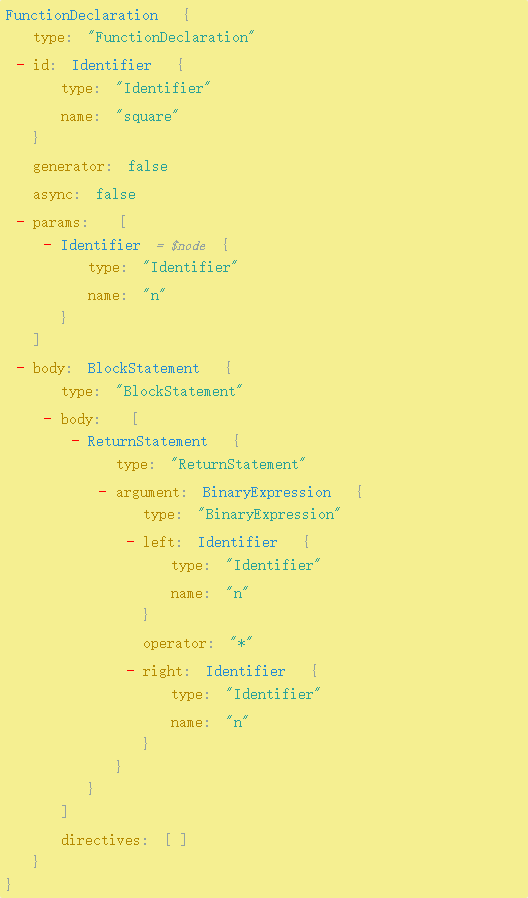 FunctionDeclaration {
type: "FunctionDeclaration"
- id: Identifier {
type: "Identifier"
name: "square"
}
generator: false
async: false
- params: [
- Identifier = $node {
type: "Identifier"
name: "n"
}
]
- body: BlockStatement {
type: "BlockStatement"
- body: [
- ReturnStatement {
type: "ReturnStatement"
- argument: BinaryExpression {
type: "BinaryExpression"
- left: Identifier {
type: "Identifier"
name: "n"
}
operator: "*"
- right: Identifier {
type: "Identifier"
name: "n"
}
}
}
]
directives: [ ]
}
}